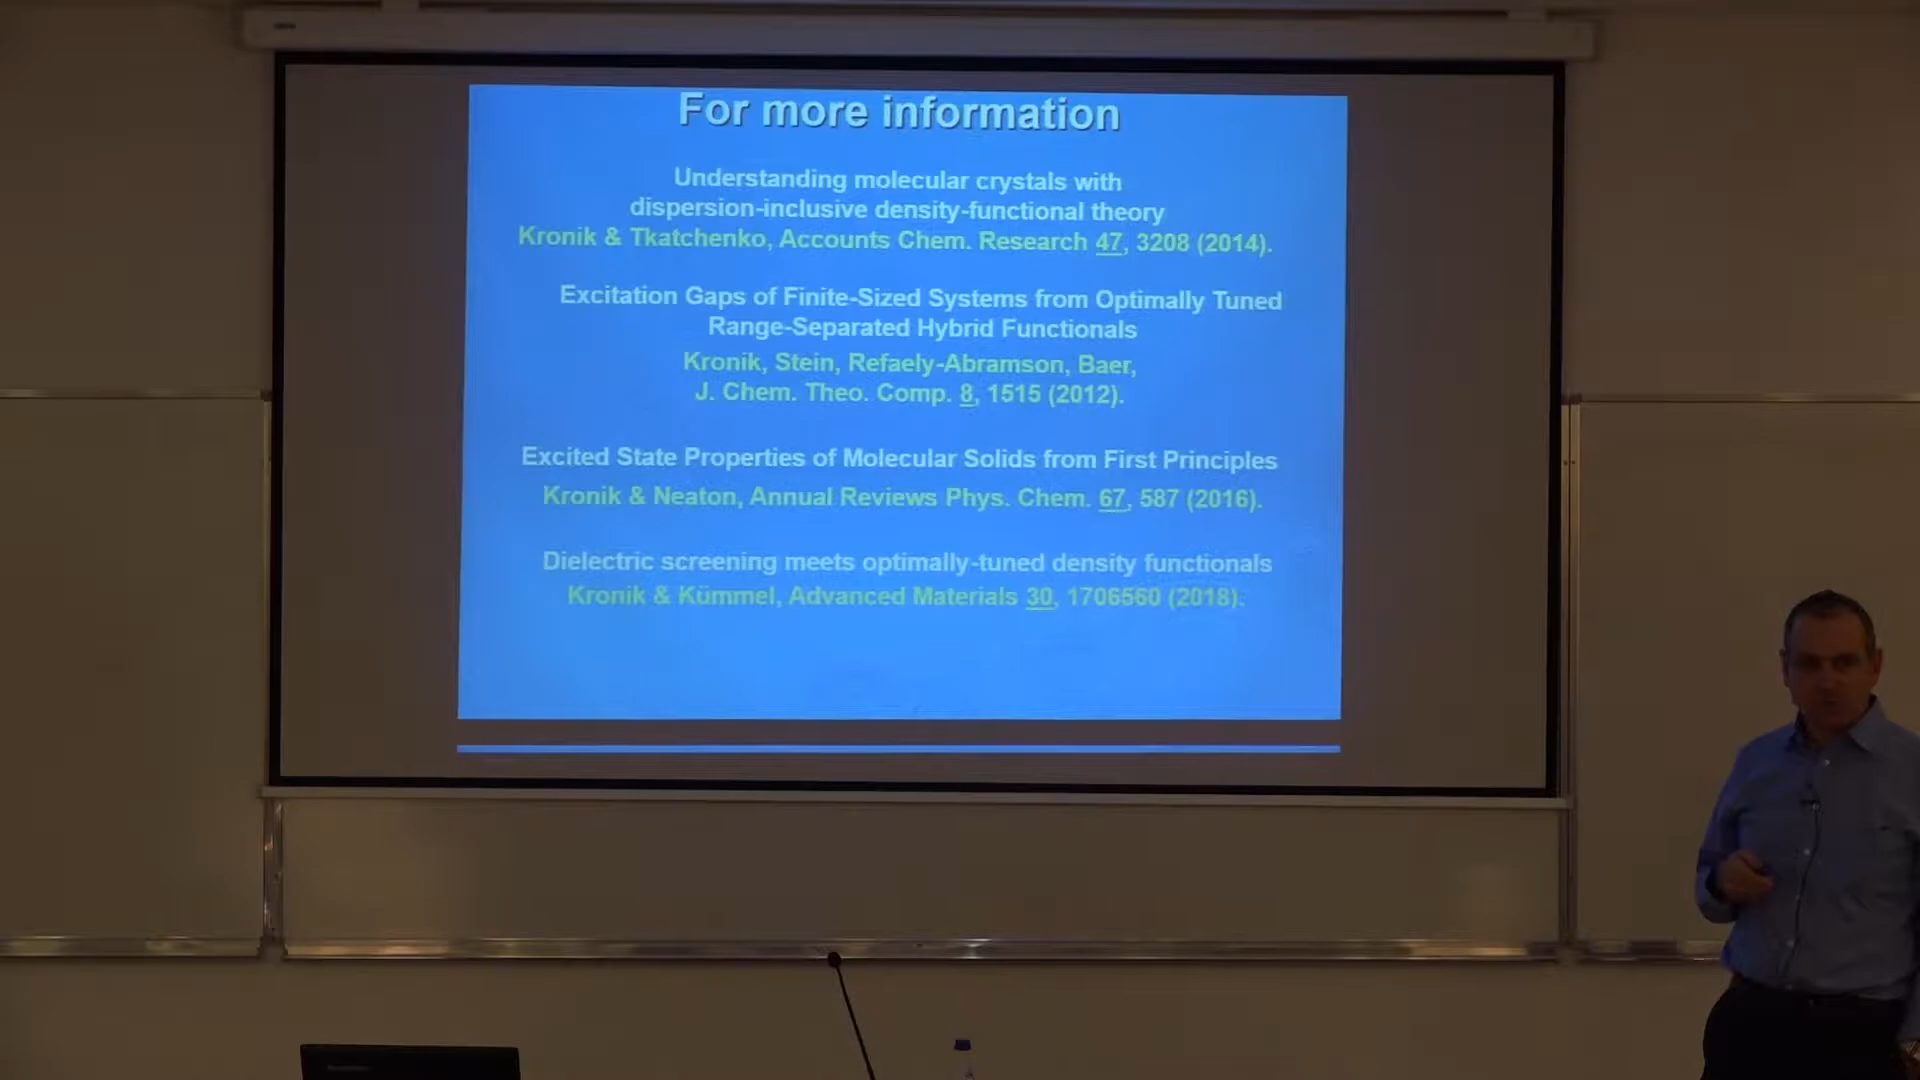 For more information
Understanding molecular crystals with
dispersion-inclusive density-functional theory
Kronik & Tkatchenko, Accounts Chem. Research 47, 3208 (2014).
Excitation Gaps of Finite-Sized Systems from Optimally Tuned
Range-Separated Hybrid Functionals
Kronik, Stein, Refaely-Abramson, Baer,
J. Chem. Theo. Comp. 8, 1515 (2012).
Excited State Properties of Molecular Solids from First Principles
Kronik & Neaton, Annual Reviews Phys. Chem. 67, 587 (2016).
Dielectric screening meets optimally-tuned density functionals
Kronik & Kümmel, Advanced Materials 30, 1706560 (2018).